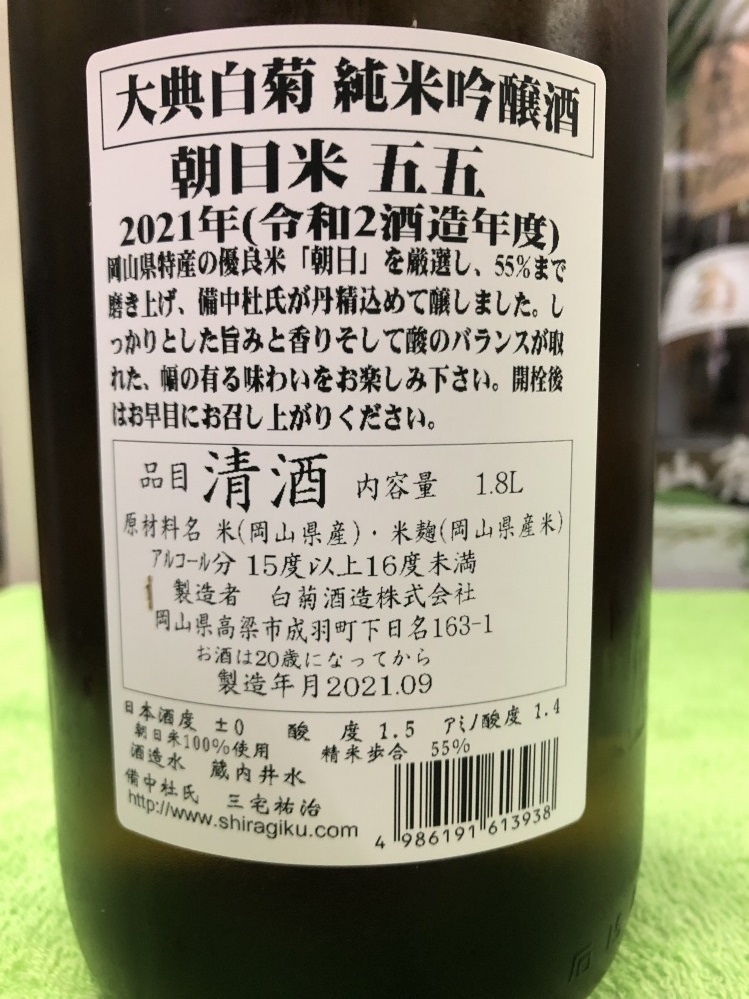 大典白菊 純米吟醸酒
朝日米 五五
2021年(令和2酒造年度)
岡山県特産の優良米「朝日」を厳選し、55%まで
磨き上げ、備中杜氏が丹精込めて醸しました。し
っかりとした旨みと香りそして酸のバランスが取
れた、幅の有る味わいをお楽しみ下さい。開栓後
はお早目にお召し上がりください。
品目 清酒 内容量 1.8L
原材料名 米(岡山県産)・米麹(岡山県産米)
アルコール分 15度以上16度未満
製造者 白菊酒造株式会社
岡山県高梁市成羽町下日名163-1
お酒は20歳になってから
製造年月2021.09
日本酒度 ±0 酸 度 1.5 アミノ酸度 1.4
朝日米100%使用 精米歩合 55%
酒造水 蔵内井水
備中杜氏 三宅祐治
http://www.shiragiku.com
4 986191 613938